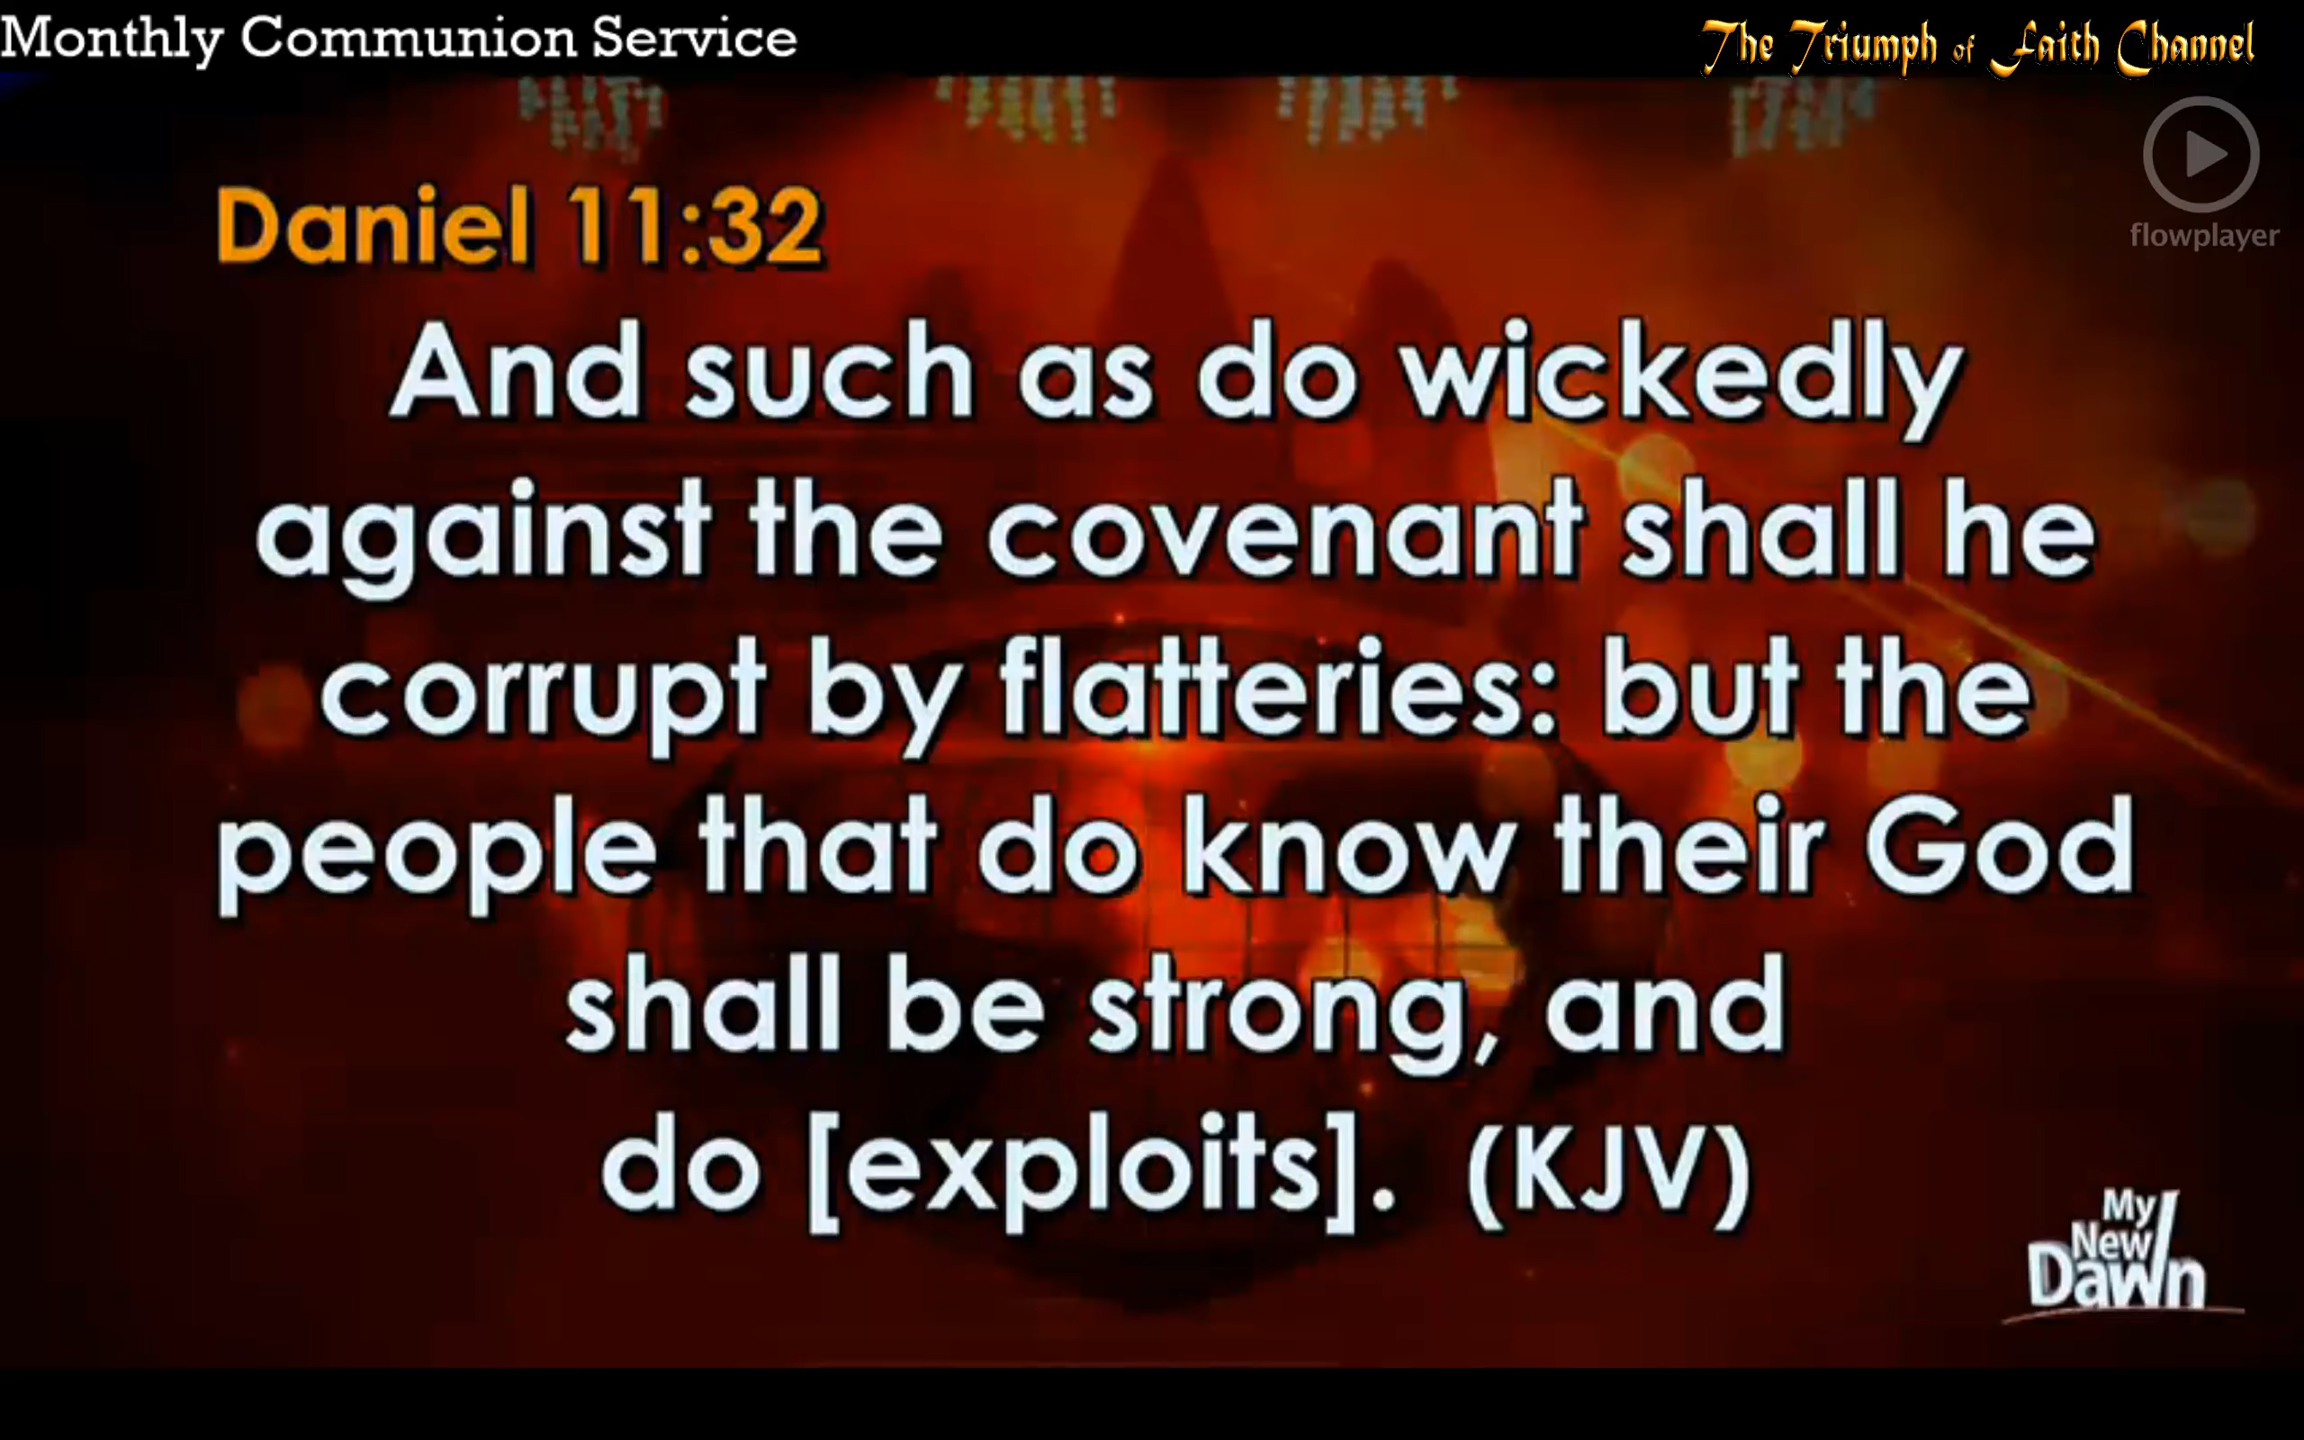 Monthly Communion Service
The Triumph of Faith Channel
flowplayer
Daniel 11:32
And such as do wickedly
against the covenant shall he
corrupt by flatteries: but the
people that do know their God
shall be strong, and
do [exploits]. (KJV)
My
New
Dawn